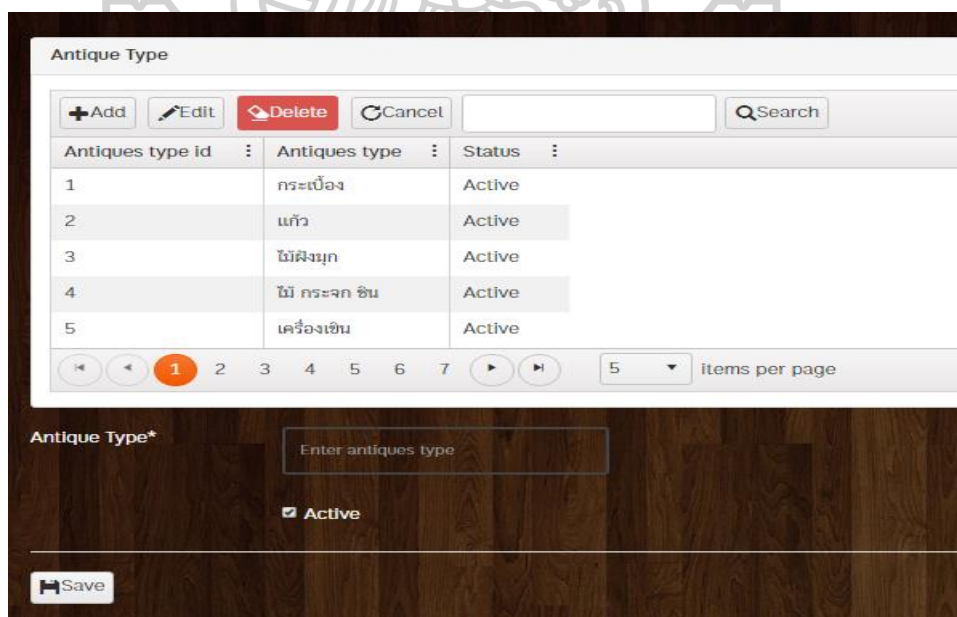 Antique Type
Add Edit Delete Cancel Search
Antiques type id Antiques type Status
1 กระเบื้อง Active
2 แก้ว Active
3 ไม้ฝังมุก Active
4 ไม้ กระจก ชิน Active
5 เครื่องเขิน Active
1 2 3 4 5 6 7 5 items per page
Antique Type*
Enter antiques type
Active
Save